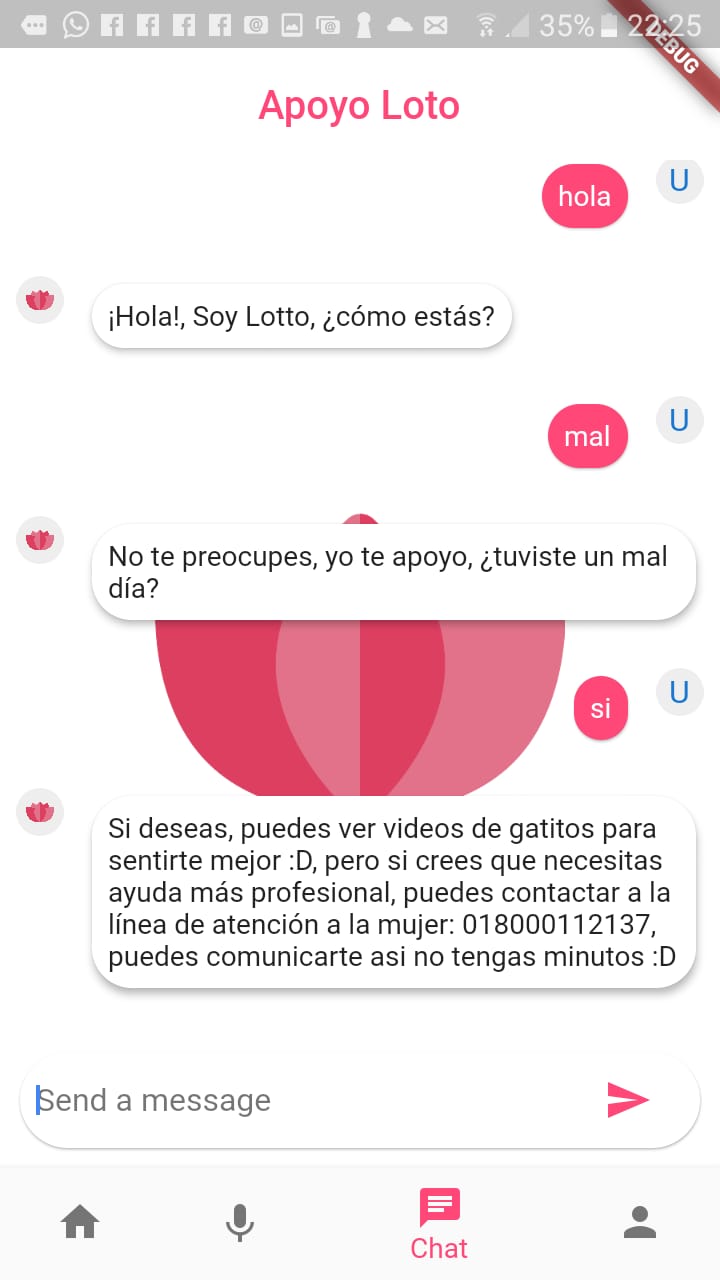 35% 22:25
DEBUG
Apoyo Loto
hola
U
¡Hola!, Soy Lotto, ¿cómo estás?
mal
U
No te preocupes, yo te apoyo, ¿tuviste un mal
día?
si
U
Si deseas, puedes ver videos de gatitos para
sentirte mejor :D, pero si crees que necesitas
ayuda más profesional, puedes contactar a la
línea de atención a la mujer: 018000112137,
puedes comunicarte asi no tengas minutos :D
Send a message
Chat